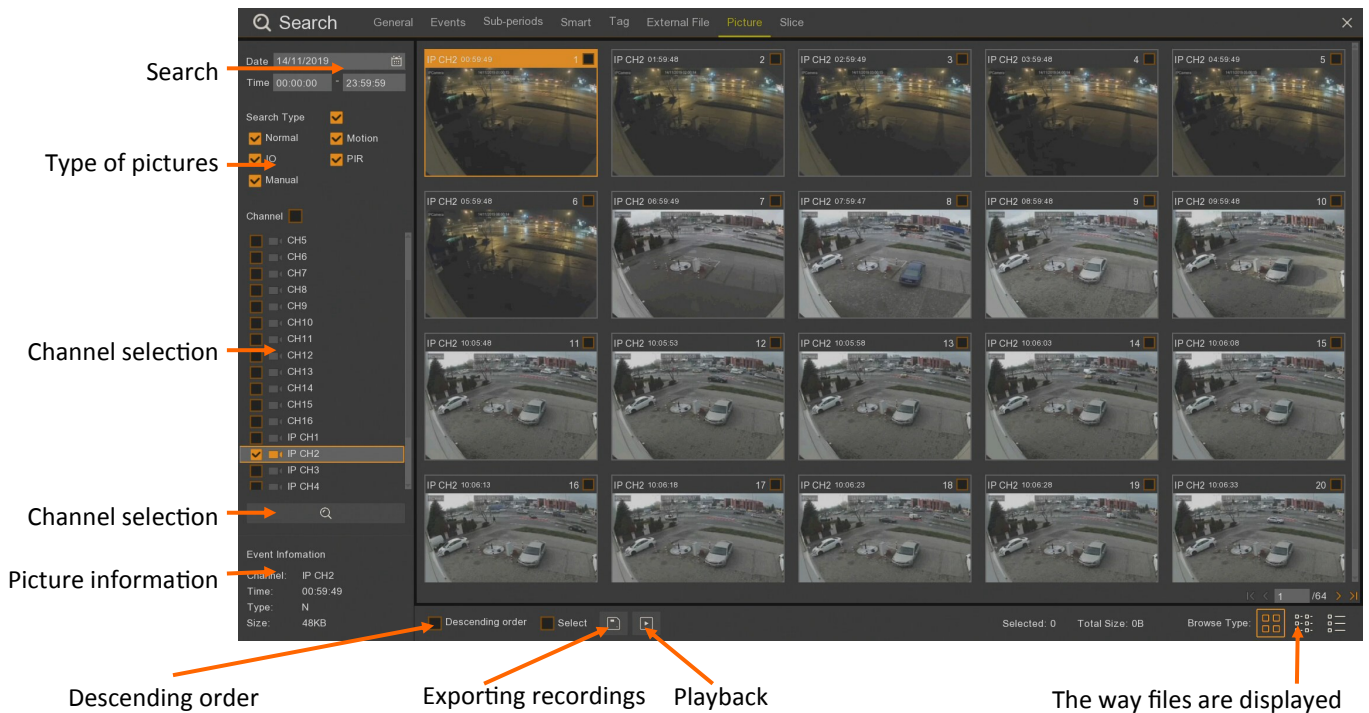 Search General Events Sub-periods Smart Tag External File Picture Slice
Date 14/11/2019
Time 00:00:00 - 23:59:59
Search
Search Type
Normal Motion
IO PIR
Manual
Type of pictures
Channel
CH5
CH6
CH7
CH8
CH9
CH10
CH11
CH12
CH13
CH14
CH15
CH16
IP CH1
IP CH2
IP CH3
IP CH4
Channel selection
Channel selection
Event Infomation
Channel: IP CH2
Time: 00:59:49
Type: N
Size: 48KB
Picture information
IP CH2 00:59:49 1
IP CH2 01:59:48 2
IP CH2 02:59:49 3
IP CH2 03:59:48 4
IP CH2 04:59:49 5
IP CH2 05:59:48 6
IP CH2 06:59:49 7
IP CH2 07:59:47 8
IP CH2 08:59:48 9
IP CH2 09:59:48 10
IP CH2 10:05:48 11
IP CH2 10:05:53 12
IP CH2 10:05:58 13
IP CH2 10:06:03 14
IP CH2 10:06:08 15
IP CH2 10:06:13 16
IP CH2 10:06:18 17
IP CH2 10:06:23 18
IP CH2 10:06:28 19
IP CH2 10:06:33 20
1 /64
Descending order Select Selected: 0 Total Size: 0B Browse Type:
Descending order Exporting recordings Playback The way files are displayed